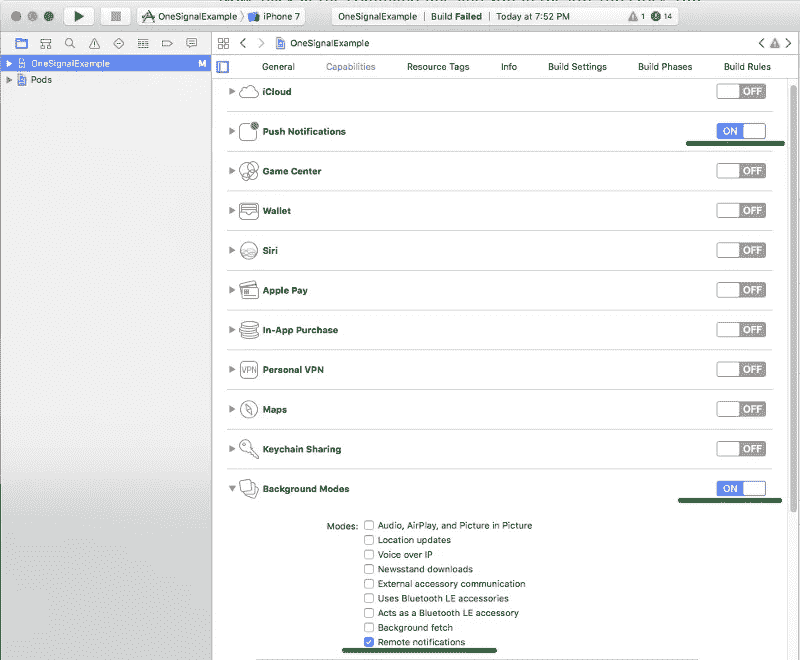 OneSignalExample iPhone 7 OneSignalExample Build Failed Today at 7:52 PM 1 14
OneSignalExample
General Capabilities Resource Tags Info Build Settings Build Phases Build Rules
OneSignalExample M
Pods
iCloud OFF
Push Notifications ON
Game Center OFF
Wallet OFF
Siri OFF
Apple Pay OFF
In-App Purchase OFF
VPN Personal VPN OFF
Maps OFF
Keychain Sharing OFF
Background Modes ON
Modes: Audio, AirPlay, and Picture in Picture
Location updates
Voice over IP
Newsstand downloads
External accessory communication
Uses Bluetooth LE accessories
Acts as a Bluetooth LE accessory
Background fetch
Remote notifications